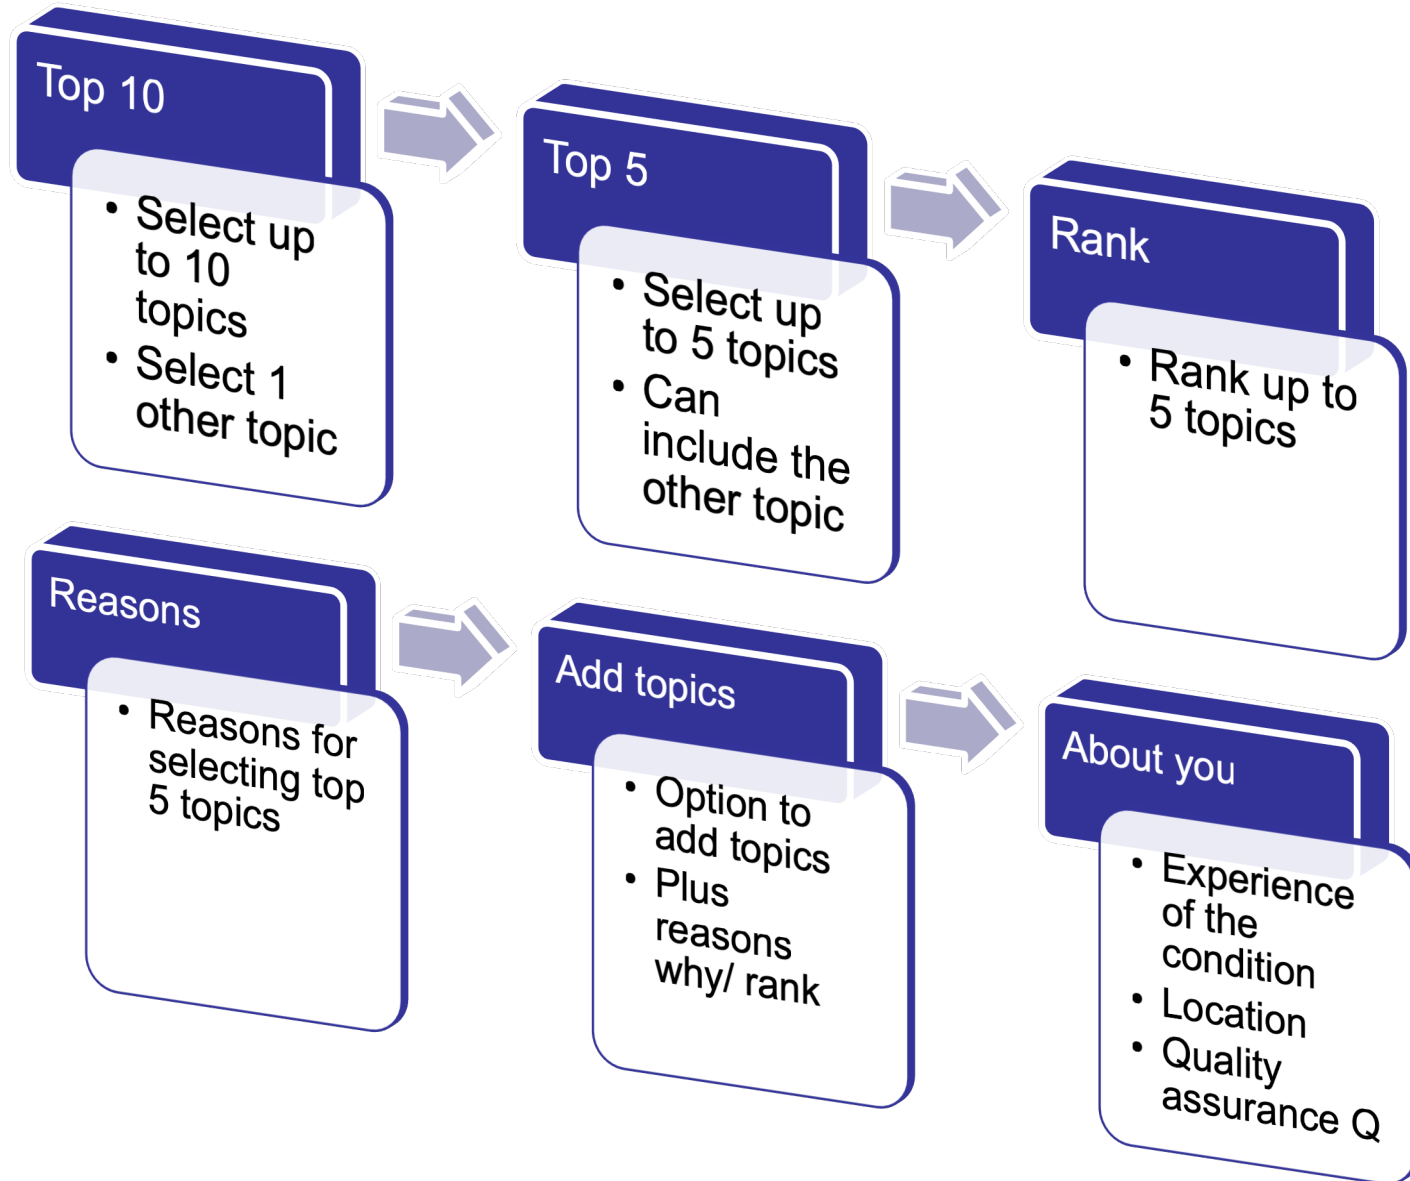 Top 10
• Select up
to 10
topics
• Select 1
other topic
Top 5
• Select up
to 5 topics
• Can
include the
other topic
Rank
• Rank up to
5 topics
Reasons
• Reasons for
selecting top
5 topics
Add topics
• Option to
add topics
• Plus
reasons
why/ rank
About you
• Experience
of the
condition
• Location
• Quality
assurance Q